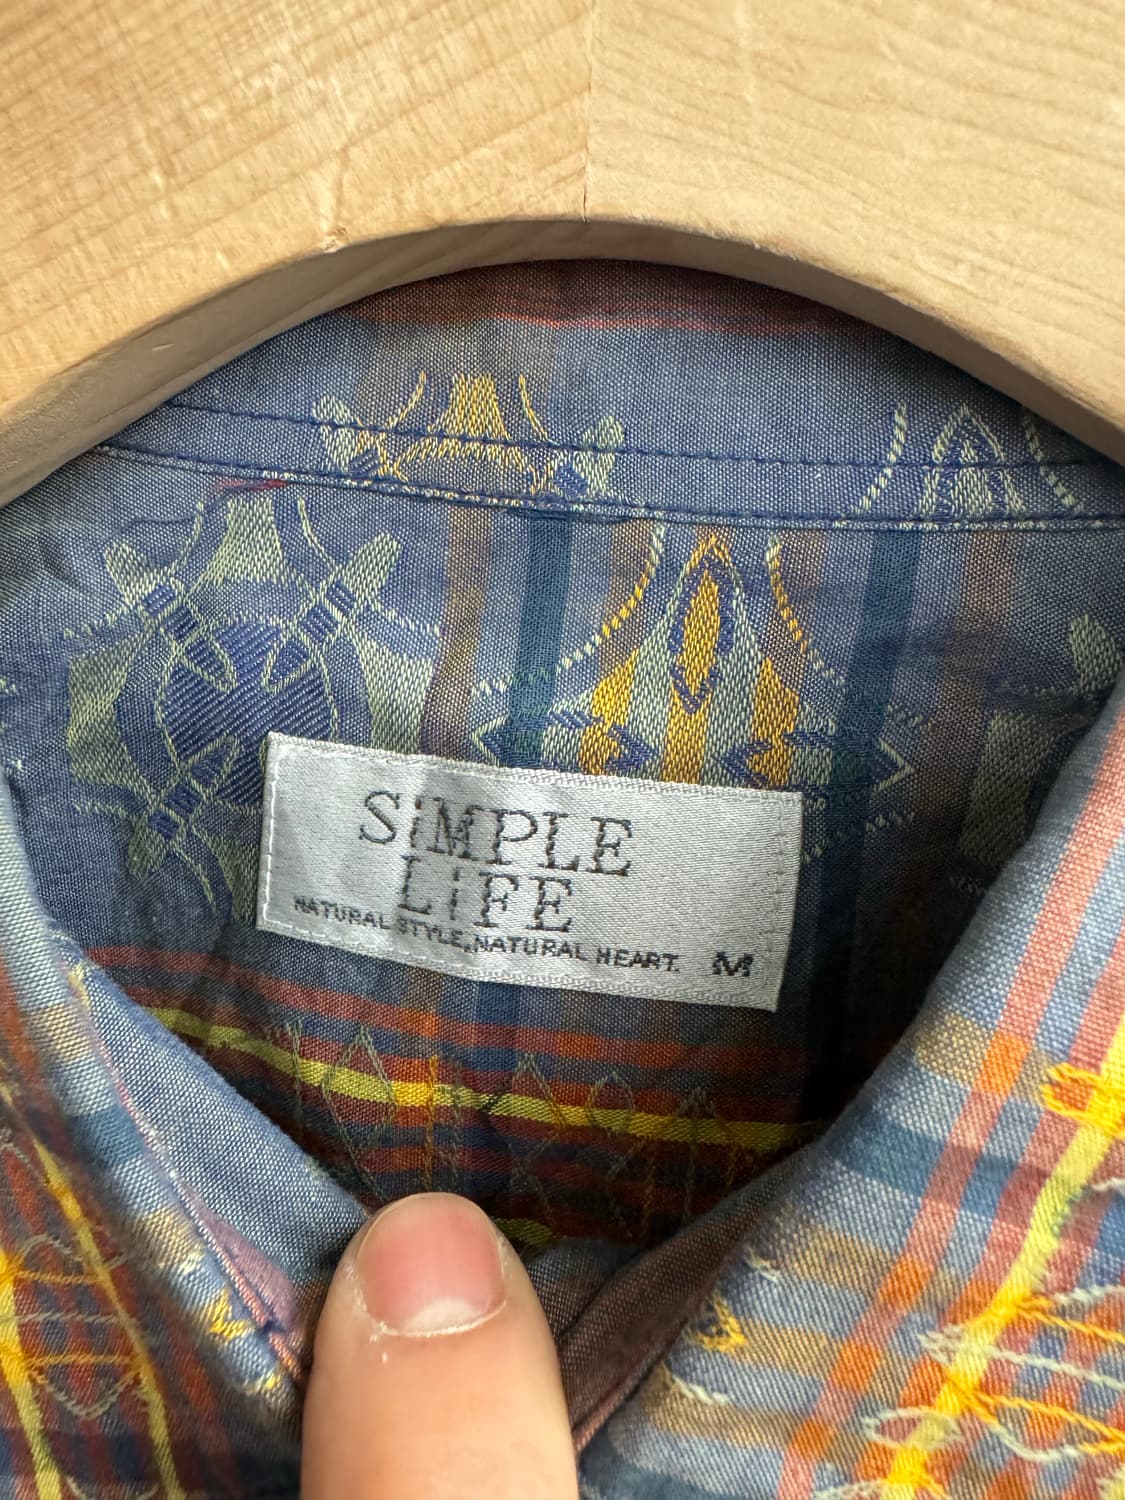 SiMPLE
LiFE
NATURAL STYLE,NATURAL HEART. M